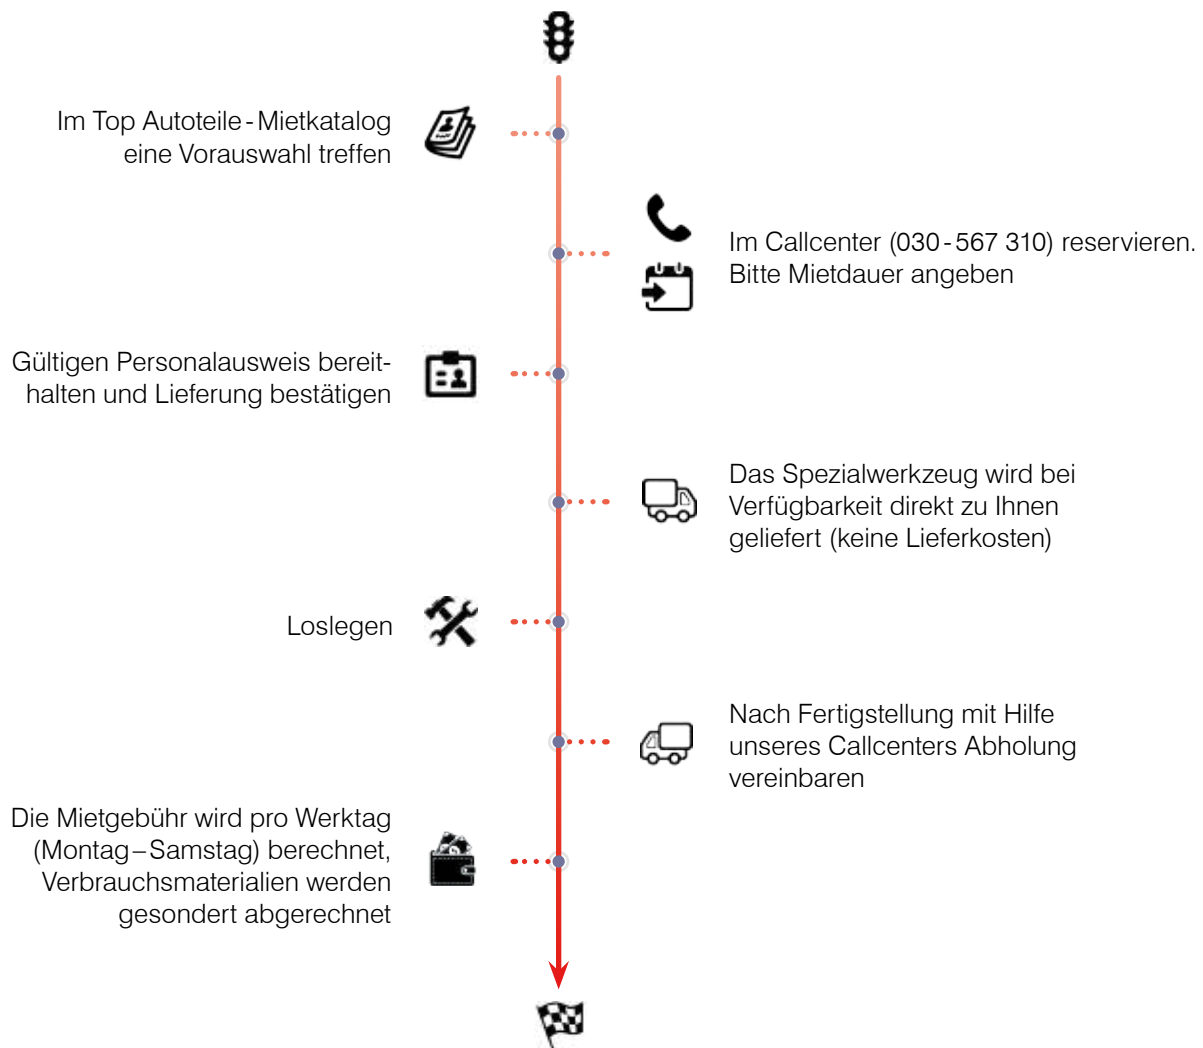 Im Top Autoteile-Mietkatalog
eine Vorauswahl treffen
Im Callcenter (030-567 310) reservieren.
Bitte Mietdauer angeben
Gültigen Personalausweis bereit-
halten und Lieferung bestätigen
Das Spezialwerkzeug wird bei
Verfügbarkeit direkt zu Ihnen
geliefert (keine Lieferkosten)
Loslegen
Nach Fertigstellung mit Hilfe
unseres Callcenters Abholung
vereinbaren
Die Mietgebühr wird pro Werktag
(Montag–Samstag) berechnet,
Verbrauchsmaterialien werden
gesondert abgerechnet